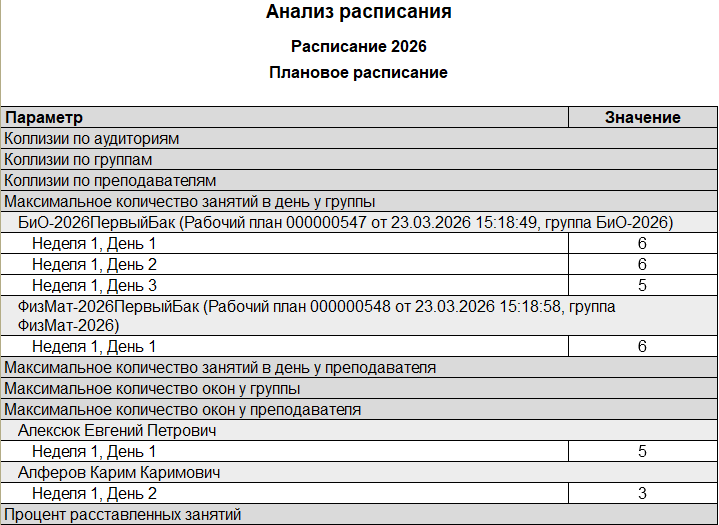 Анализ расписания
Расписание 2026
Плановое расписание
Параметр Значение
Коллизии по аудиториям
Коллизии по группам
Коллизии по преподавателям
Максимальное количество занятий в день у группы
БиО-2026ПервыйБак (Рабочий план 000000547 от 23.03.2026 15:18:49, группа БиО-2026)
Неделя 1, День 1 6
Неделя 1, День 2 6
Неделя 1, День 3 5
ФизМат-2026ПервыйБак (Рабочий план 000000548 от 23.03.2026 15:18:58, группа
ФизМат-2026)
Неделя 1, День 1 6
Максимальное количество занятий в день у преподавателя
Максимальное количество окон у группы
Максимальное количество окон у преподавателя
Алексюк Евгений Петрович
Неделя 1, День 1 5
Алферов Карим Каримович
Неделя 1, День 2 3
Процент расставленных занятий